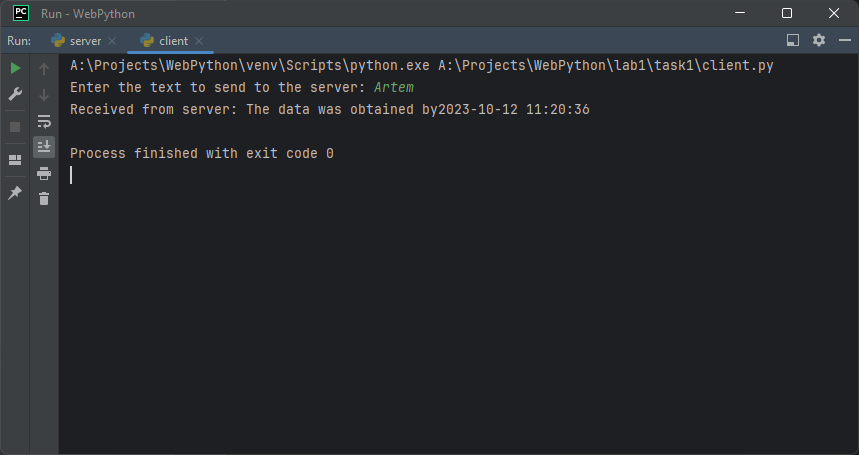 PC Run - WebPython
Run: server client
A:\Projects\WebPython\venv\Scripts\python.exe A:\Projects\WebPython\lab1\task1\client.py
Enter the text to send to the server: Artem
Received from server: The data was obtained by2023-10-12 11:20:36
Process finished with exit code 0